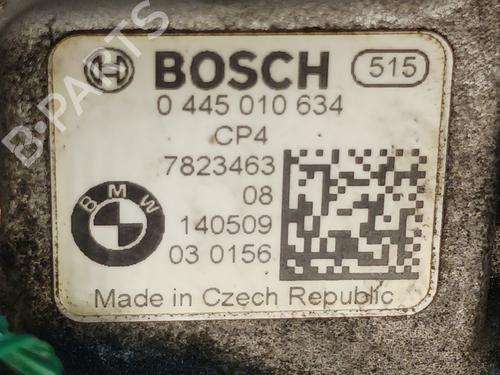 BOSCH 515
0 445 010 634
CP4
7823463
08
BMW
140509
03 0156
Made in Czech Republic
B-PARTS